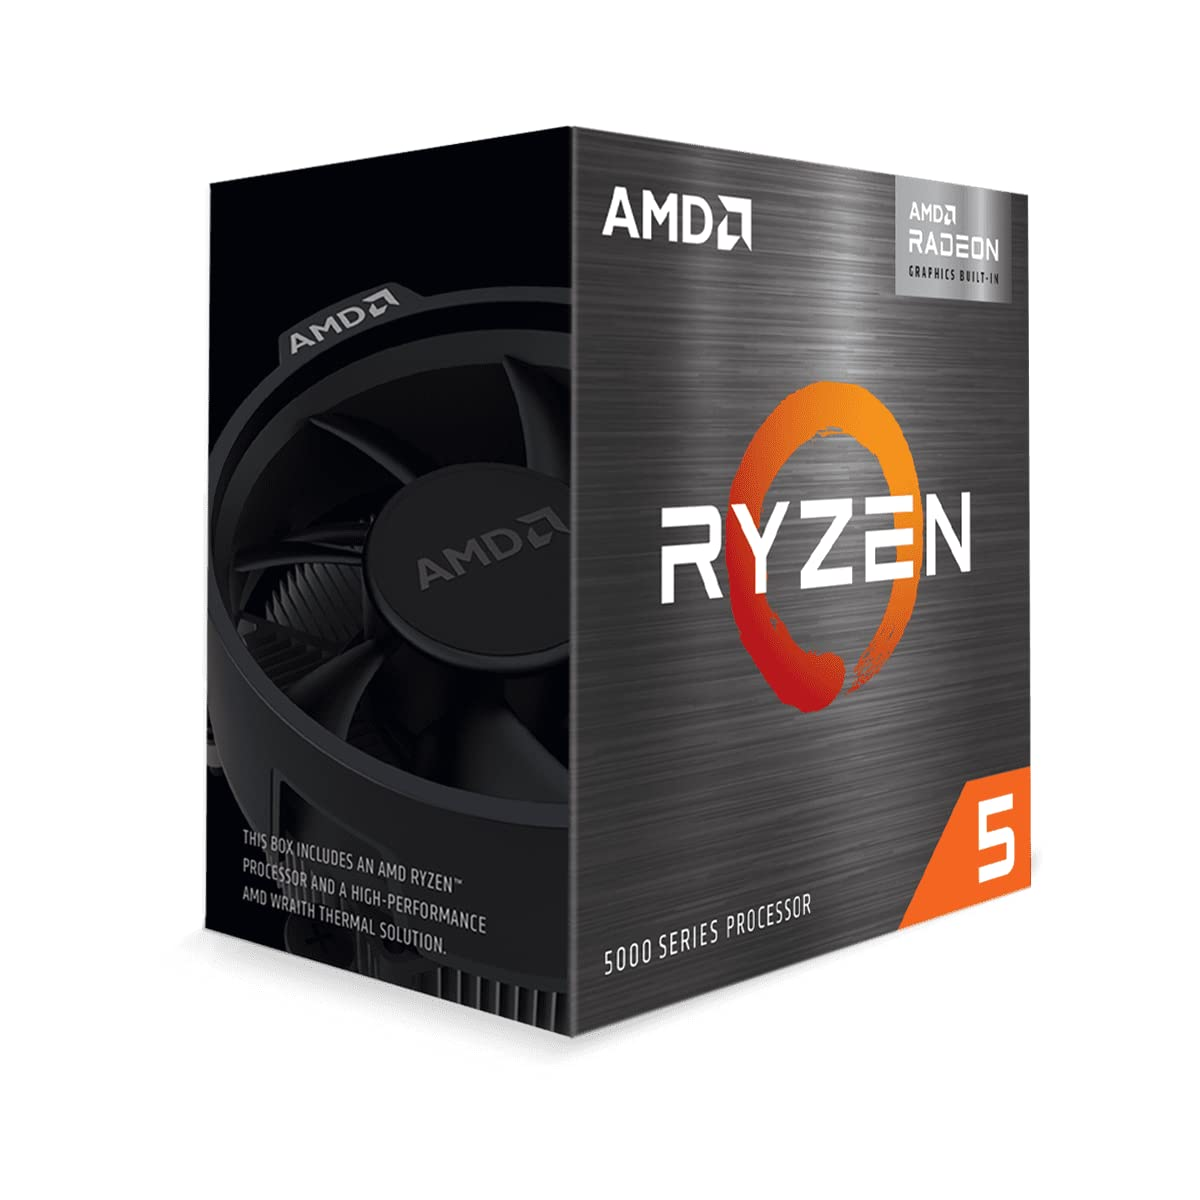 AMD
AMD
RADEON
GRAPHICS BUILT-IN
AMD
RYZEN
AMD
5
THIS BOX INCLUDES AN AMD RYZEN™
PROCESSOR AND A HIGH-PERFORMANCE
AMD WRAITH THERMAL SOLUTION.
5000 SERIES PROCESSOR